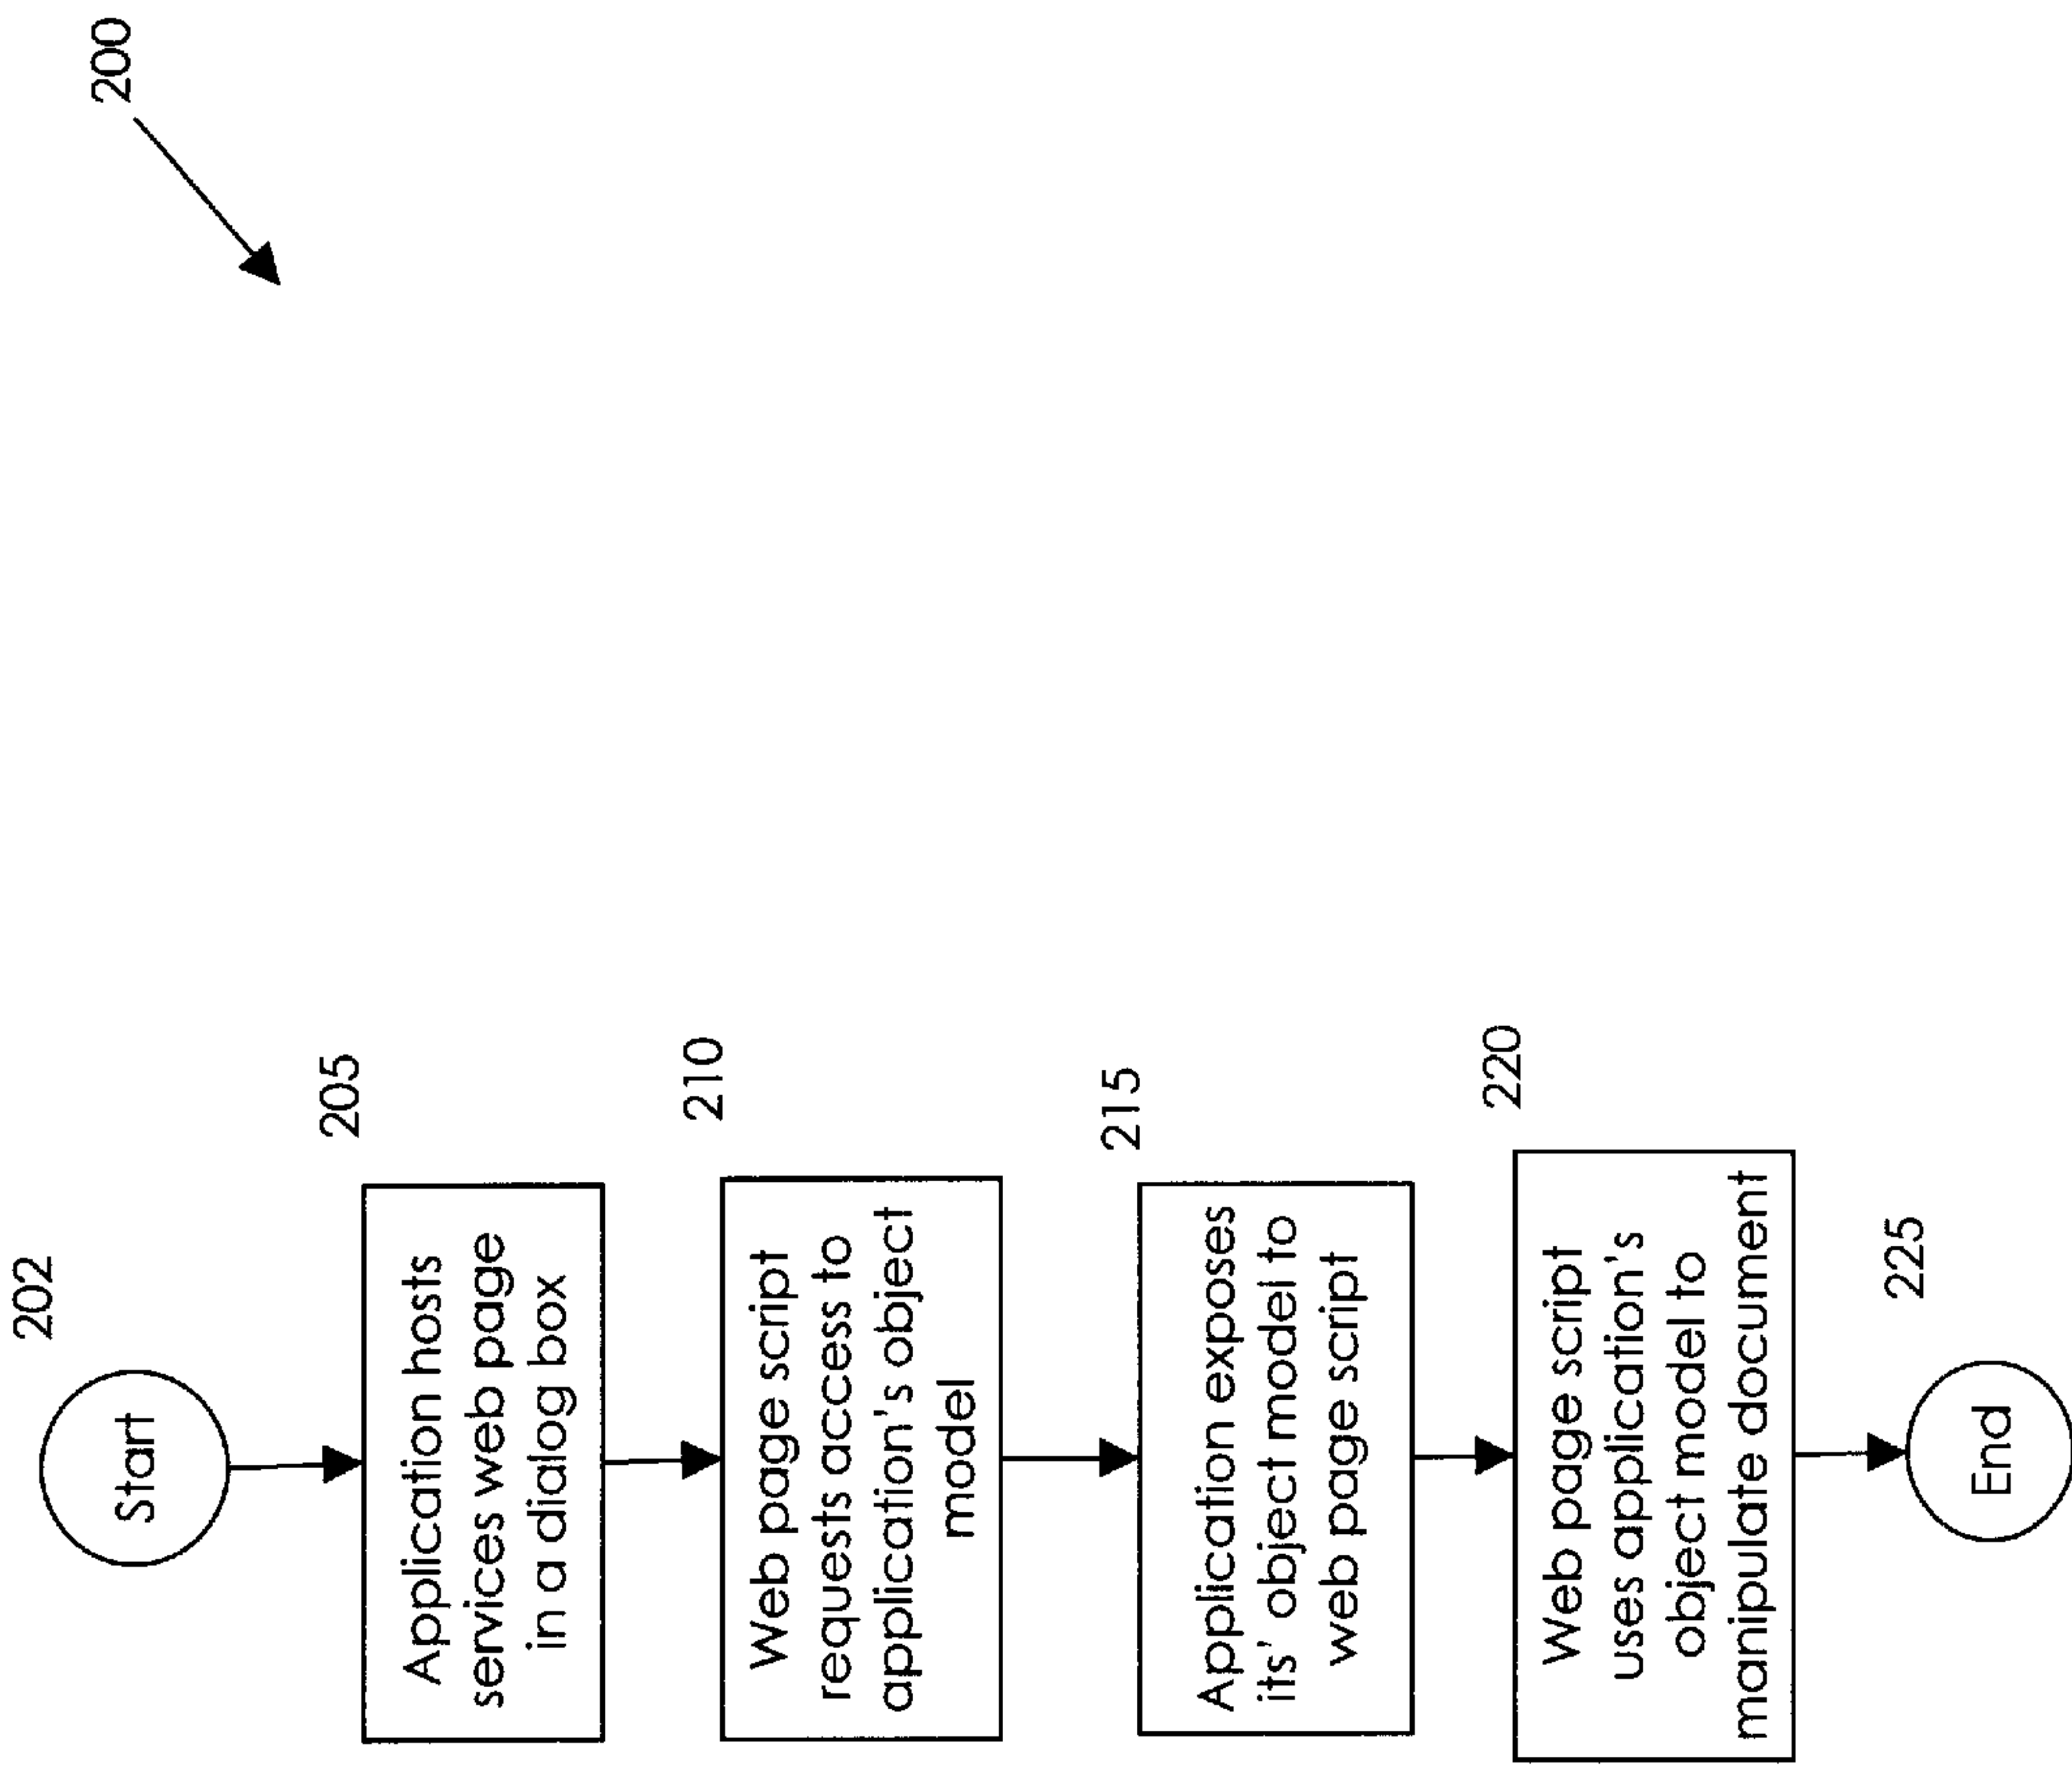 200
202
Start
205
Application hosts
services web page
in a dialog box
210
Web page script
requests access to
application's object
model
215
Application exposes
its' object model to
web page script
220
Web page script
uses application's
object model to
manipulate document
225
End